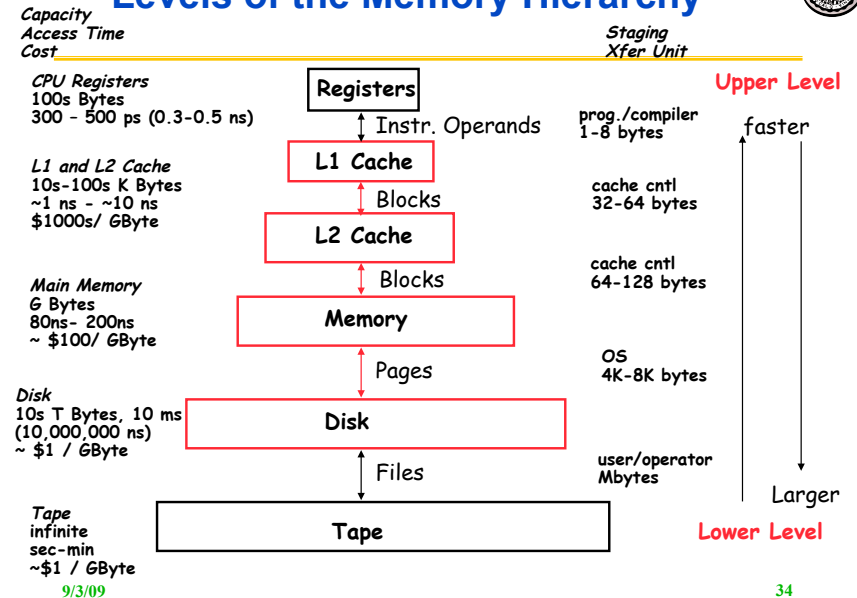 Levels of the Memory Hierarchy
Capacity
Access Time
Cost
Staging
Xfer Unit
CPU Registers
100s Bytes
300 - 500 ps (0.3-0.5 ns)
L1 and L2 Cache
10s-100s K Bytes
~1 ns - ~10 ns
$1000s/ GByte
Main Memory
G Bytes
80ns- 200ns
~ $100/ GByte
Disk
10s T Bytes, 10 ms
(10,000,000 ns)
~ $1 / GByte
Tape
infinite
sec-min
~$1 / GByte
Registers
Instr. Operands
L1 Cache
Blocks
L2 Cache
Blocks
Memory
Pages
Disk
Files
Tape
prog./compiler
1-8 bytes
cache cntl
32-64 bytes
cache cntl
64-128 bytes
OS
4K-8K bytes
user/operator
Mbytes
Upper Level
faster
Larger
Lower Level
9/3/09
34